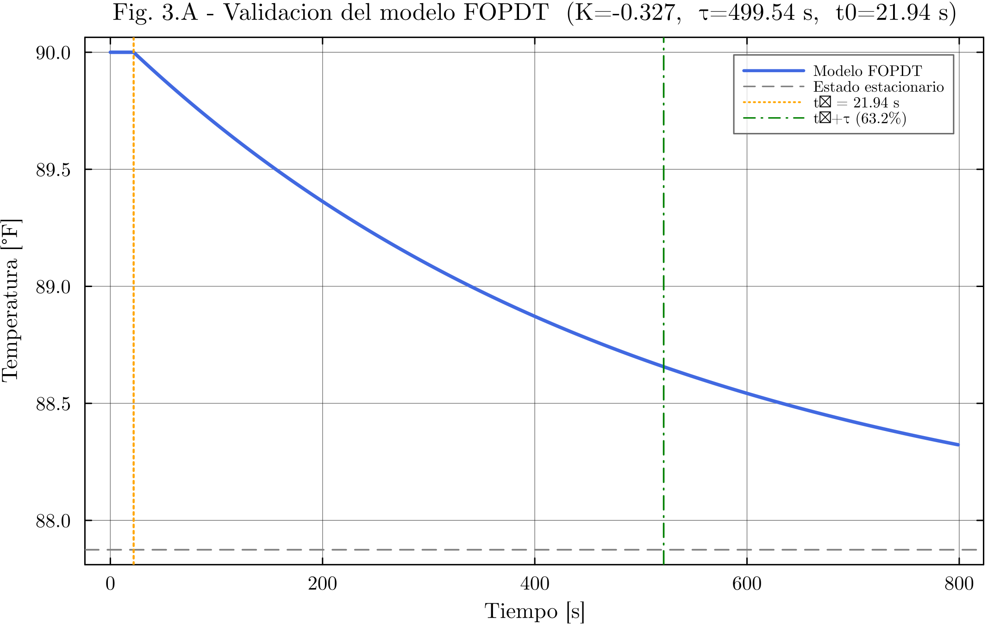 Fig. 3.A - Validacion del modelo FOPDT (K=-0.327, τ=499.54 s, t0=21.94 s)
90.0
89.5
89.0
88.5
88.0
Temperatura [°F]
Modelo FOPDT
Estado estacionario
t⊠ = 21.94 s
t⊠+τ (63.2%)
0 200 400 600 800
Tiempo [s]